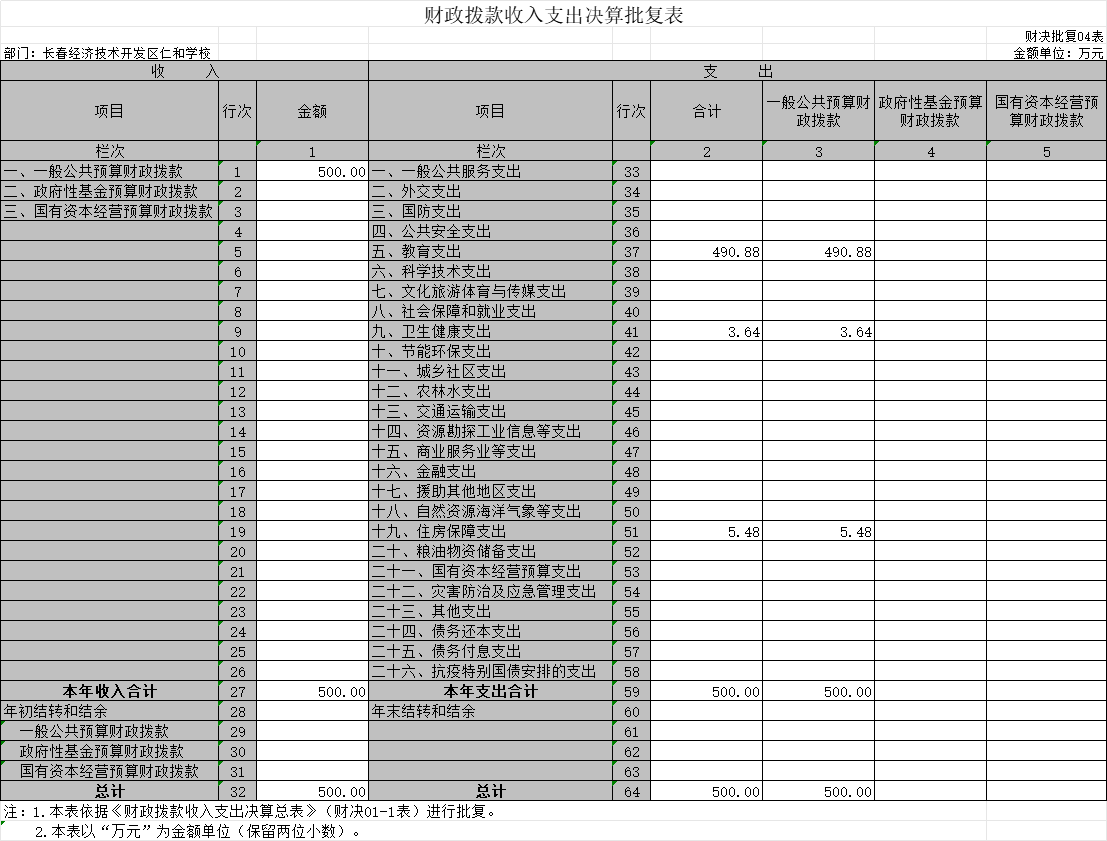 财政拨款收入支出决算批复表
财决批复04表
部门：长春经济技术开发区仁和学校 金额单位：万元
收 入 支 出
项目 行次 金额 项目 行次 合计 一般公共预算财政拨款 政府性基金预算财政拨款 国有资本经营预算财政拨款
栏次 1 栏次 2 3 4 5
一、一般公共预算财政拨款 1 500.00 一、一般公共服务支出 33
二、政府性基金预算财政拨款 2 二、外交支出 34
三、国有资本经营预算财政拨款 3 三、国防支出 35
4 四、公共安全支出 36
5 五、教育支出 37 490.88 490.88
6 六、科学技术支出 38
7 七、文化旅游体育与传媒支出 39
8 八、社会保障和就业支出 40
9 九、卫生健康支出 41 3.64 3.64
10 十、节能环保支出 42
11 十一、城乡社区支出 43
12 十二、农林水支出 44
13 十三、交通运输支出 45
14 十四、资源勘探工业信息等支出 46
15 十五、商业服务业等支出 47
16 十六、金融支出 48
17 十七、援助其他地区支出 49
18 十八、自然资源海洋气象等支出 50
19 十九、住房保障支出 51 5.48 5.48
20 二十、粮油物资储备支出 52
21 二十一、国有资本经营预算支出 53
22 二十二、灾害防治及应急管理支出 54
23 二十三、其他支出 55
24 二十四、债务还本支出 56
25 二十五、债务付息支出 57
26 二十六、抗疫特别国债安排的支出 58
本年收入合计 27 500.00 本年支出合计 59 500.00 500.00
年初结转和结余 28 年末结转和结余 60
一般公共预算财政拨款 29 61
政府性基金预算财政拨款 30 62
国有资本经营预算财政拨款 31 63
总计 32 500.00 总计 64 500.00 500.00
注：1.本表依据《财政拨款收入支出决算总表》（财决01-1表）进行批复。
2.本表以“万元”为金额单位（保留两位小数）。